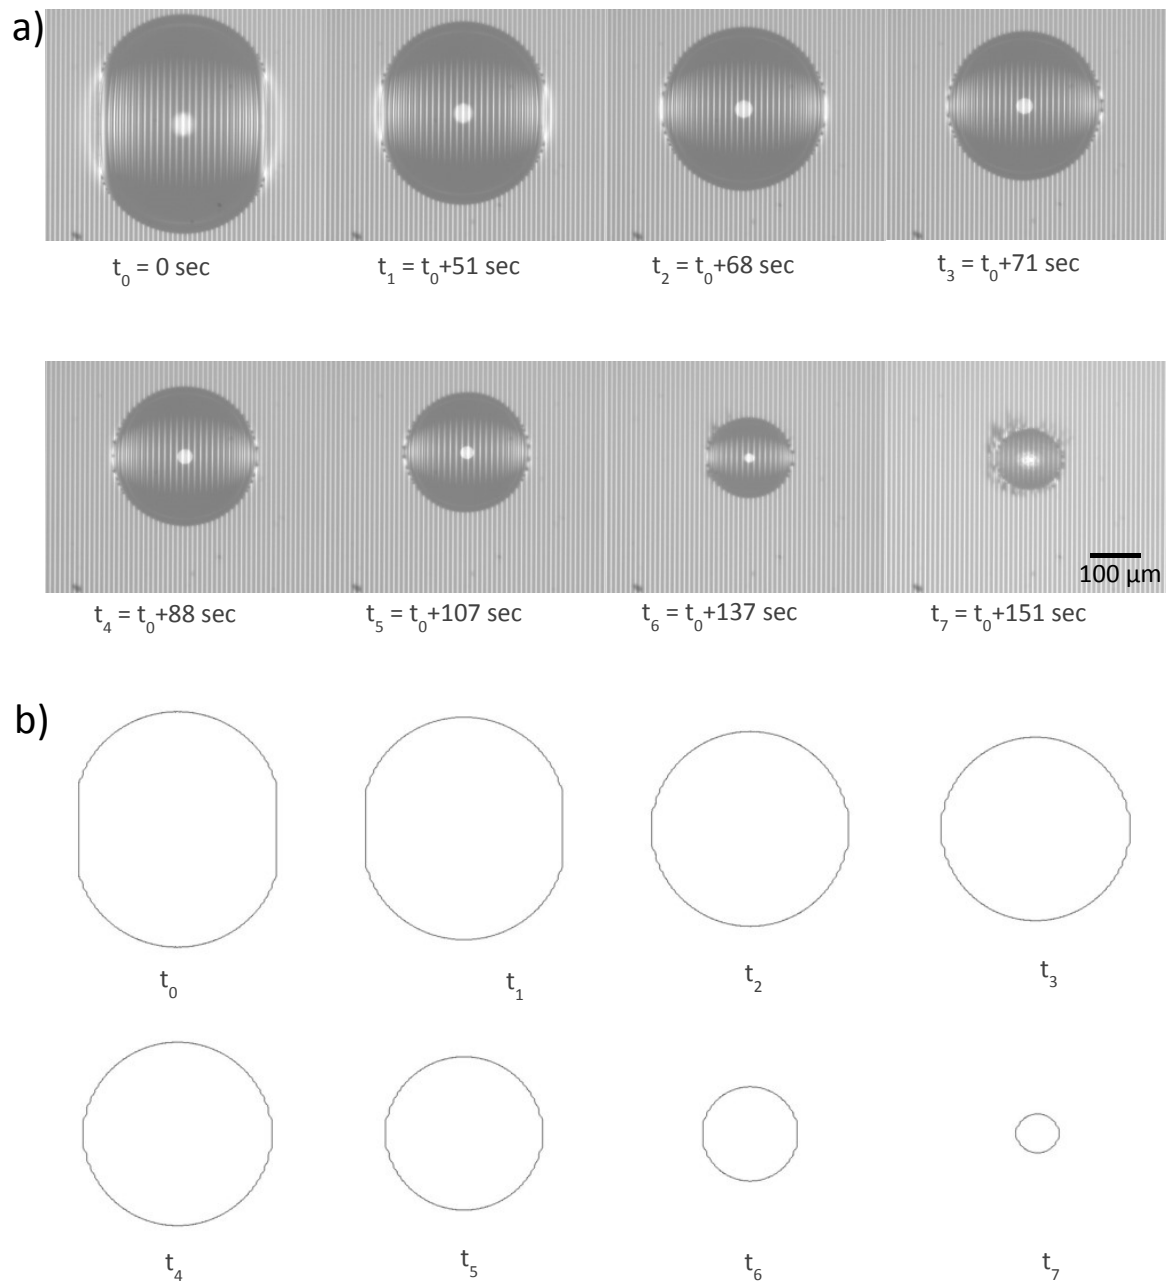 a)
t0 = 0 sec
t1 = t0+51 sec
t2 = t0+68 sec
t3 = t0+71 sec
100 µm
t4 = t0+88 sec
t5 = t0+107 sec
t6 = t0+137 sec
t7 = t0+151 sec
b)
t0
t1
t2
t3
t4
t5
t6
t7